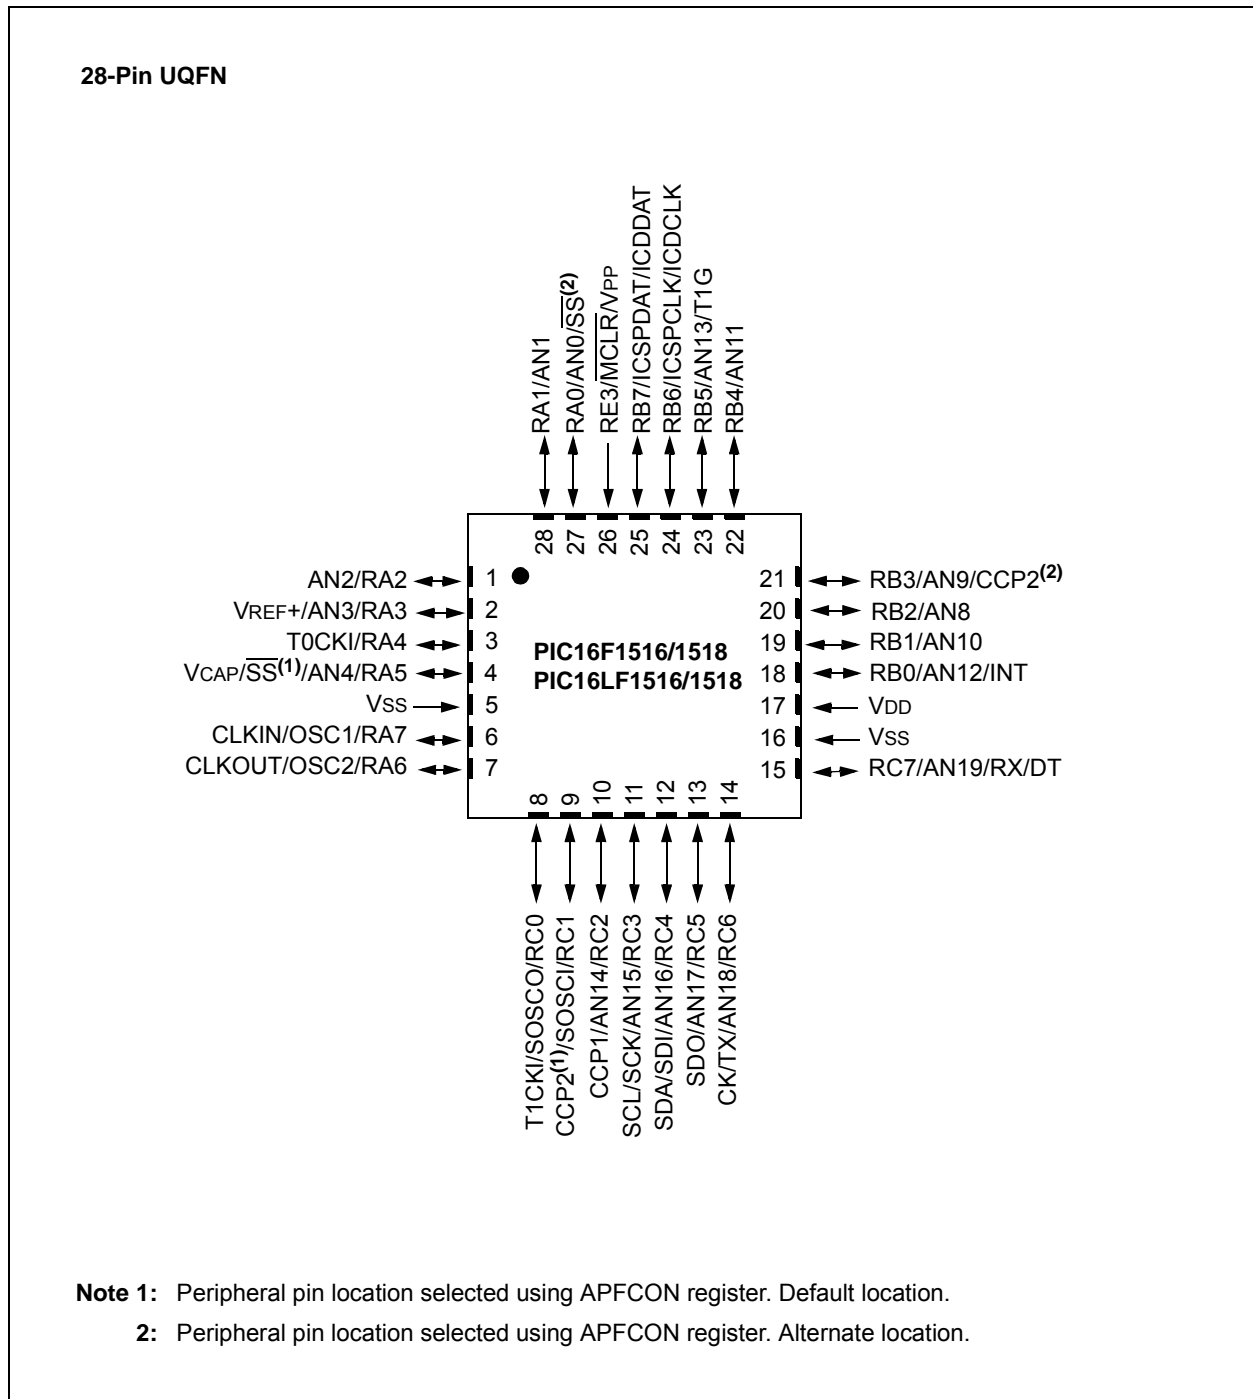 28-Pin UQFN
RA1/AN1
RA0/AN0/SS(2)
RE3/MCLR/VPP
RB7/ICSPDAT/ICDDAT
RB6/ICSPCLK/ICDCLK
RB5/AN13/T1G
RB4/AN11
28
27
26
25
24
23
22
AN2/RA2
1
VREF+/AN3/RA3
2
T0CKI/RA4
3
VCAP/SS(1)/AN4/RA5
4
VSS
5
CLKIN/OSC1/RA7
6
CLKOUT/OSC2/RA6
7
PIC16F1516/1518
PIC16LF1516/1518
21
RB3/AN9/CCP2(2)
20
RB2/AN8
19
RB1/AN10
18
RB0/AN12/INT
17
VDD
16
VSS
15
RC7/AN19/RX/DT
8
9
10
11
12
13
14
T1CKI/SOSCO/RC0
CCP2(1)/SOSCI/RC1
CCP1/AN14/RC2
SCL/SCK/AN15/RC3
SDA/SDI/AN16/RC4
SDO/AN17/RC5
CK/TX/AN18/RC6
Note 1: Peripheral pin location selected using APFCON register. Default location.
2: Peripheral pin location selected using APFCON register. Alternate location.